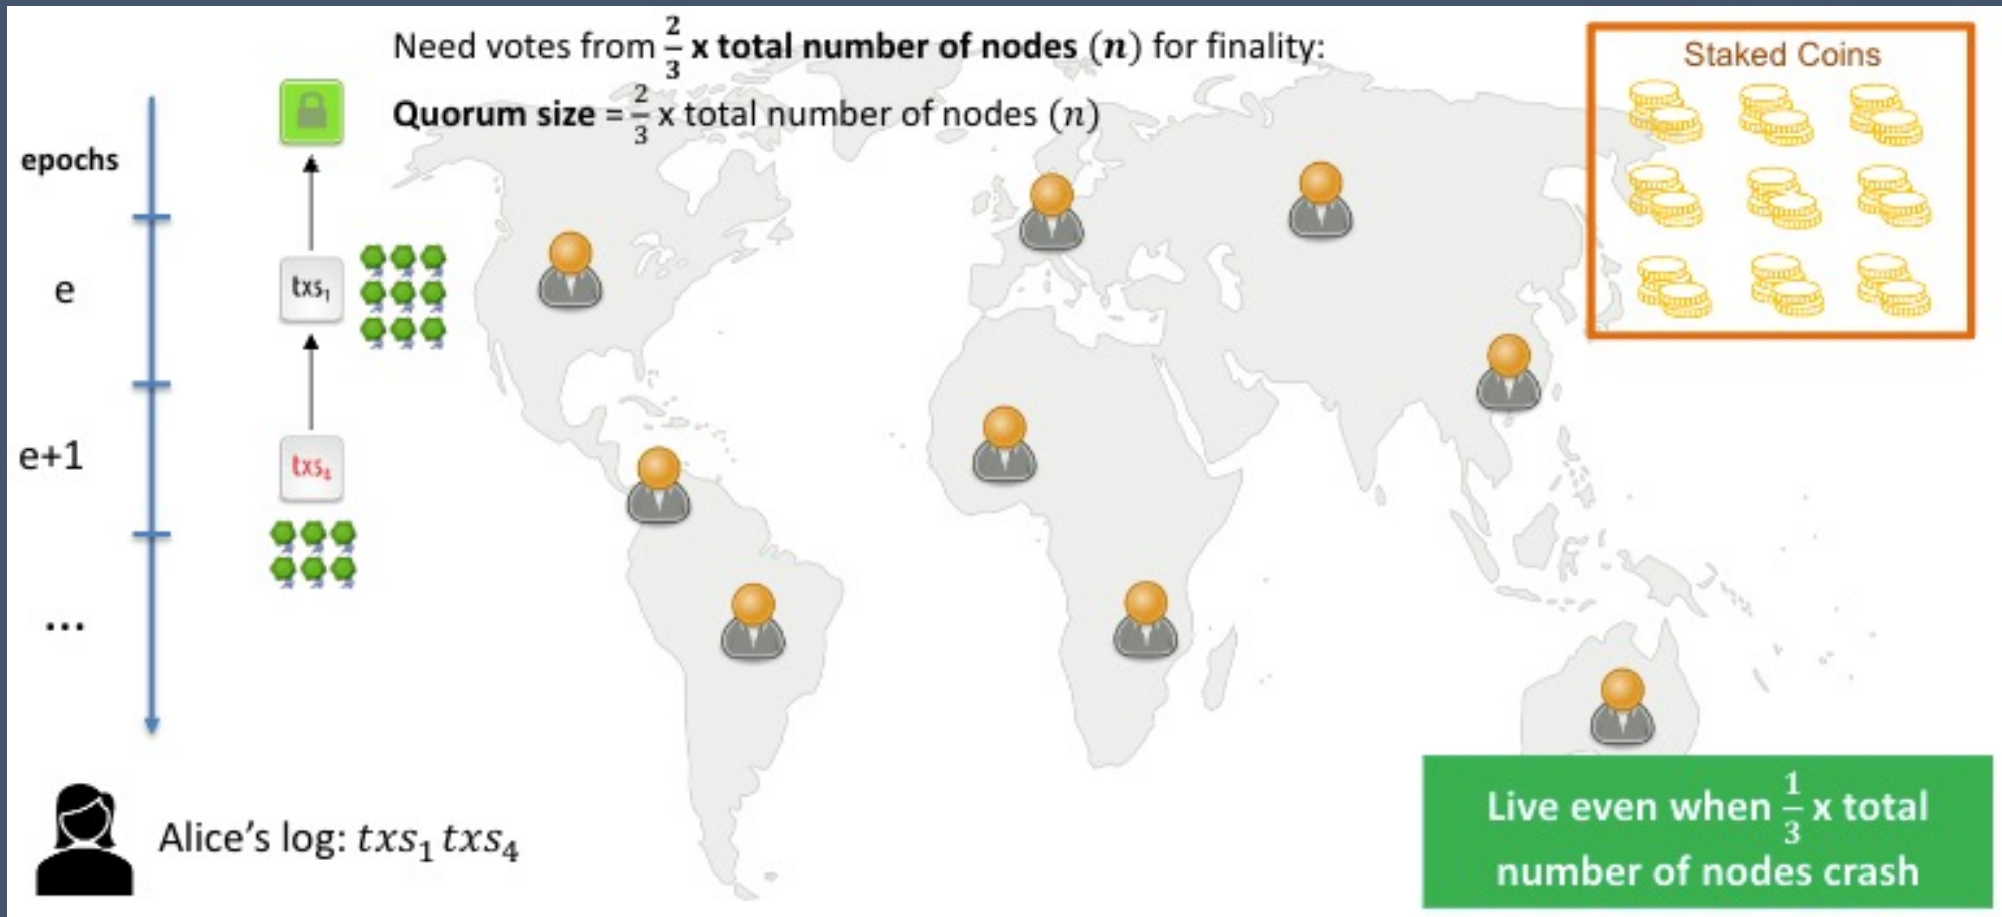 Need votes from 2/3 x total number of nodes (n) for finality:
Quorum size = 2/3 x total number of nodes (n)
Staked Coins
epochs
e
txs₁
e+1
txs₄
...
Alice's log: txs₁ txs₄
Live even when 1/3 x total
number of nodes crash